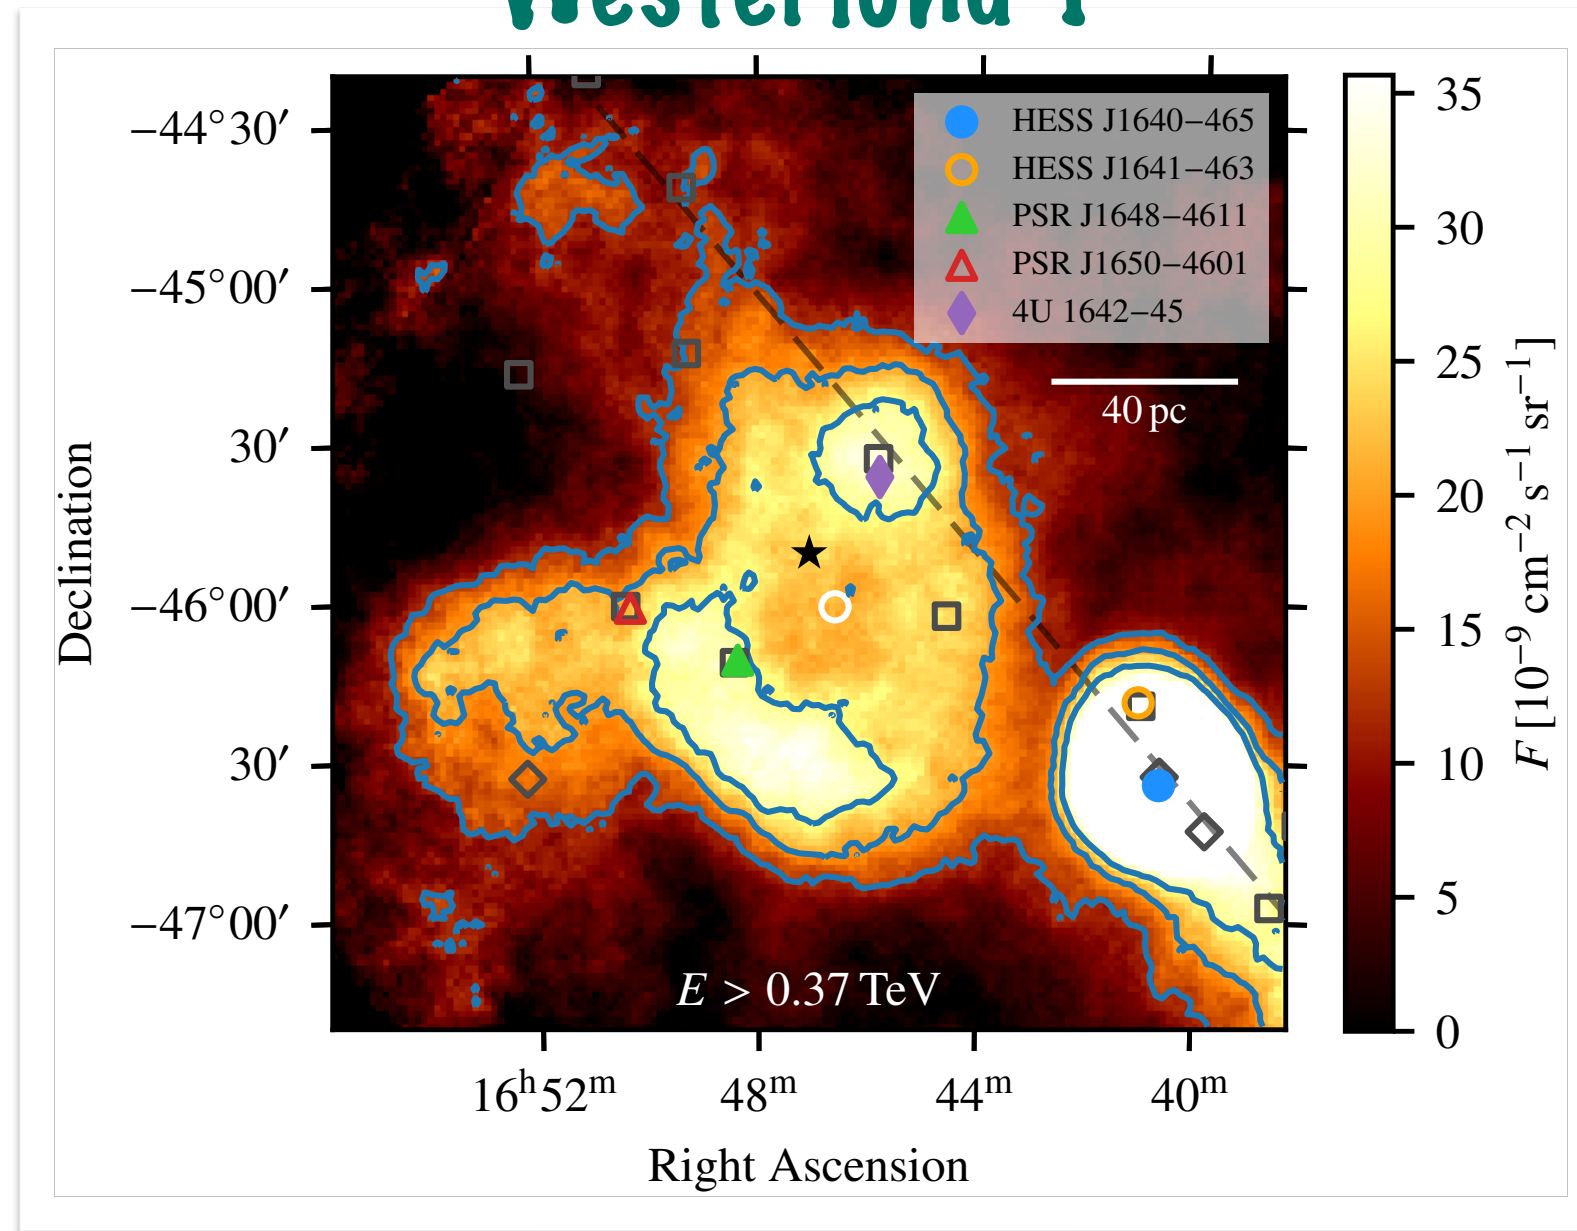 Westerlund 1
HESS J1640−465
HESS J1641−463
PSR J1648−4611
PSR J1650−4601
4U 1642−45
40 pc
E > 0.37 TeV
−44°30′
−45°00′
30′
−46°00′
30′
−47°00′
Declination
16ʰ52ᵐ
48ᵐ
44ᵐ
40ᵐ
Right Ascension
35
30
25
20
15
10
5
0
F [10⁻⁹ cm⁻² s⁻¹ sr⁻¹]